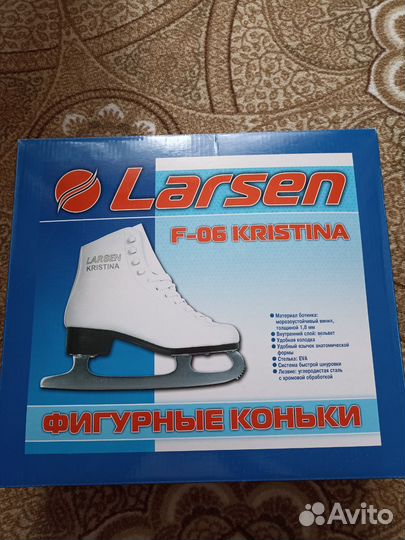 Larsen
F-06 KRISTINA
LARSEN
KRISTINA
Материал ботинка:
морозоустойчивый винил,
толщиной 1,8 мм
Внутренний слой: вельвет
Удобная колодка
Удобный язычок анатомической
формы
Стелька: EVA
Система быстрой шнуровки
Лезвие: углеродистая сталь
с хромовой обработкой
ФИГУРНЫЕ КОНЬКИ
Avito